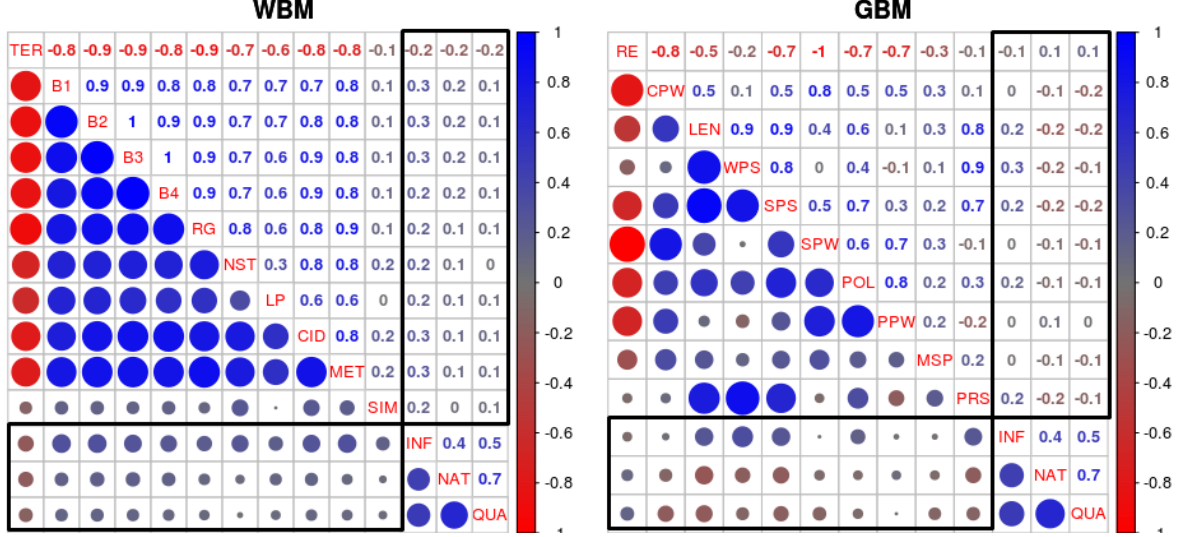 WBM
TER -0.8 -0.9 -0.9 -0.8 -0.9 -0.7 -0.6 -0.8 -0.8 -0.1 -0.2 -0.2 -0.2
B1 0.9 0.9 0.8 0.8 0.7 0.7 0.7 0.8 0.1 0.3 0.2 0.1
B2 1 0.9 0.9 0.7 0.7 0.8 0.8 0.1 0.3 0.2 0.1
B3 1 0.9 0.7 0.6 0.9 0.8 0.1 0.3 0.2 0.1
B4 0.9 0.7 0.6 0.9 0.8 0.1 0.2 0.2 0.1
RG 0.8 0.6 0.8 0.9 0.1 0.2 0.1 0.1
NST 0.3 0.8 0.8 0.2 0.2 0.1 0
LP 0.6 0.6 0 0.2 0.1 0.1
CID 0.8 0.2 0.3 0.1 0.1
MET 0.2 0.3 0.1 0.1
SIM 0.2 0 0.1
INF 0.4 0.5
NAT 0.7
QUA
1
0.8
0.6
0.4
0.2
0
-0.2
-0.4
-0.6
-0.8
-1
GBM
RE -0.8 -0.5 -0.2 -0.7 -1 -0.7 -0.7 -0.3 -0.1 -0.1 0.1 0.1
CPW 0.5 0.1 0.5 0.8 0.5 0.5 0.3 0.1 0 -0.1 -0.2
LEN 0.9 0.9 0.4 0.6 0.1 0.3 0.8 0.2 -0.2 -0.2
WPS 0.8 0 0.4 -0.1 0.1 0.9 0.3 -0.2 -0.1
SPS 0.5 0.7 0.3 0.2 0.7 0.2 -0.2 -0.2
SPW 0.6 0.7 0.3 -0.1 0 -0.1 -0.1
POL 0.8 0.2 0.3 0.2 -0.1 -0.1
PPW 0.2 -0.2 0 0.1 0
MSP 0.2 0 -0.1 -0.1
PRS 0.2 -0.2 -0.1
INF 0.4 0.5
NAT 0.7
QUA
1
0.8
0.6
0.4
0.2
0
-0.2
-0.4
-0.6
-0.8
-1